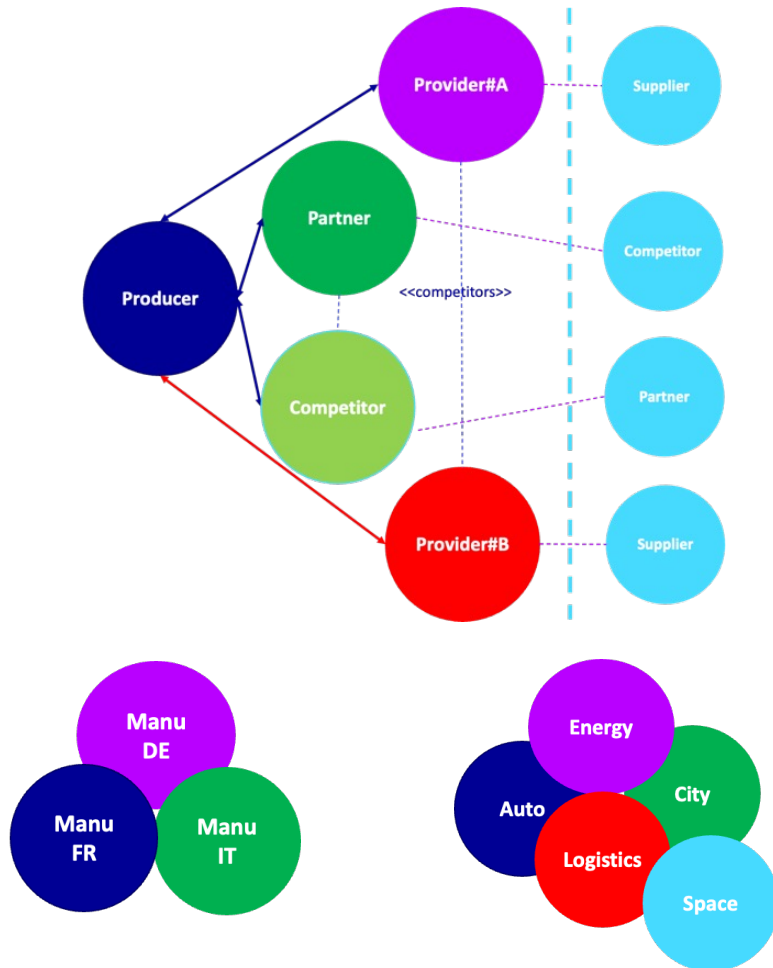 Provider#A
Supplier
Partner
Competitor
Producer
<<competitors>>
Competitor
Partner
Provider#B
Supplier
Manu
DE
Manu
FR
Manu
IT
Energy
Auto
City
Logistics
Space